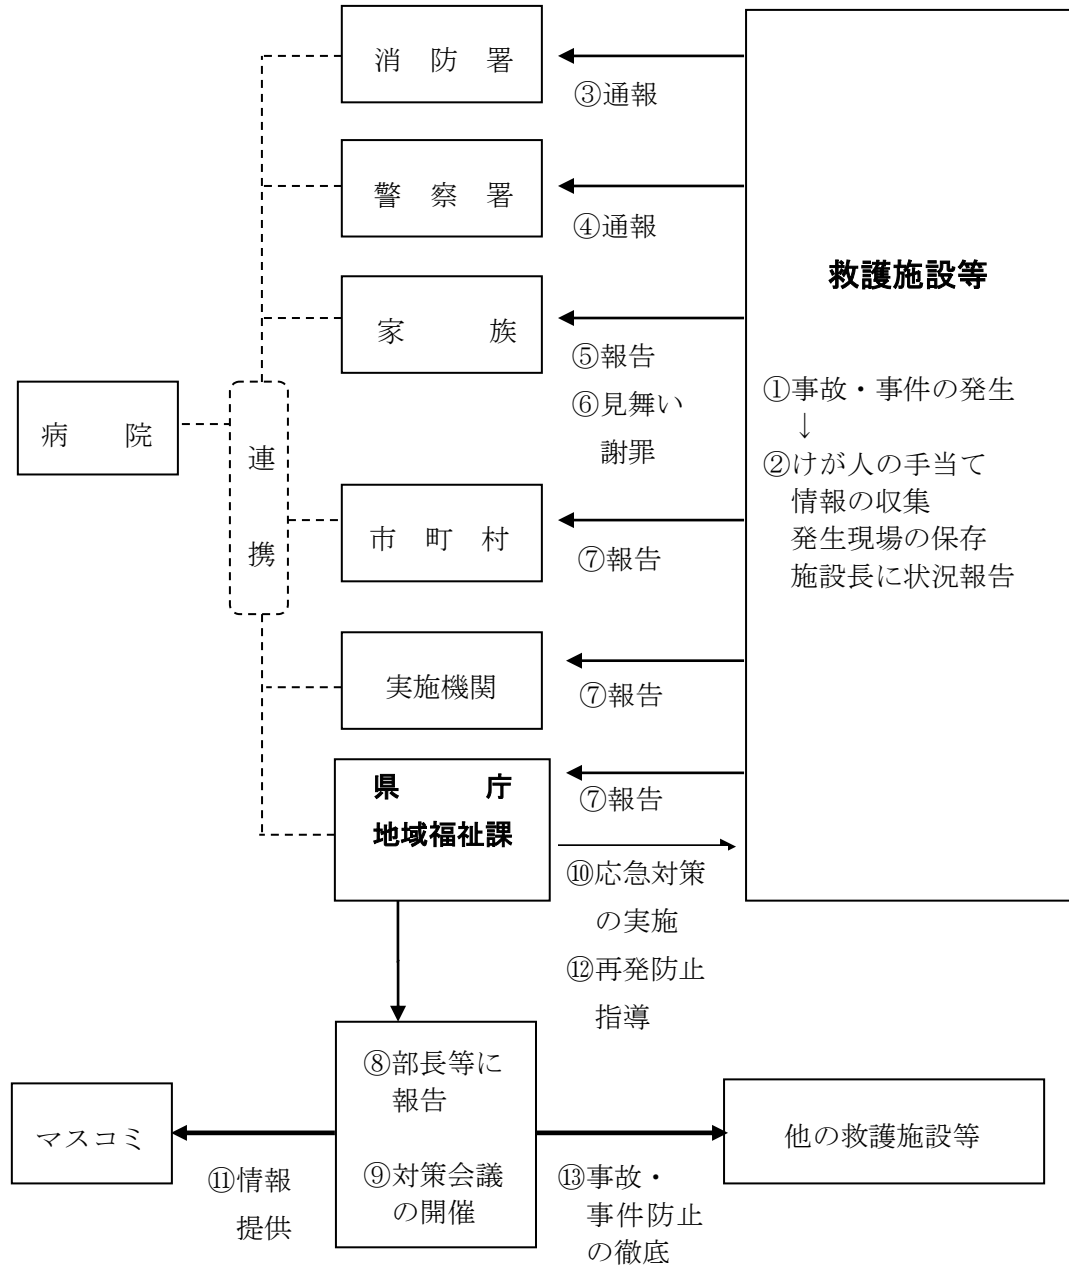 消　防　署
③通報
警　察　署
④通報
救護施設等
家　　　族
⑤報告
⑥見舞い
謝罪
①事故・事件の発生
↓
②けが人の手当て
情報の収集
発生現場の保存
施設長に状況報告
病　　院
連
携
市　町　村
⑦報告
実施機関
⑦報告
県　　　庁
地域福祉課
⑦報告
⑩応急対策
の実施
⑫再発防止
指導
⑧部長等に
報告
⑨対策会議
の開催
マスコミ
⑪情報
提供
他の救護施設等
⑬事故・
事件防止
の徹底